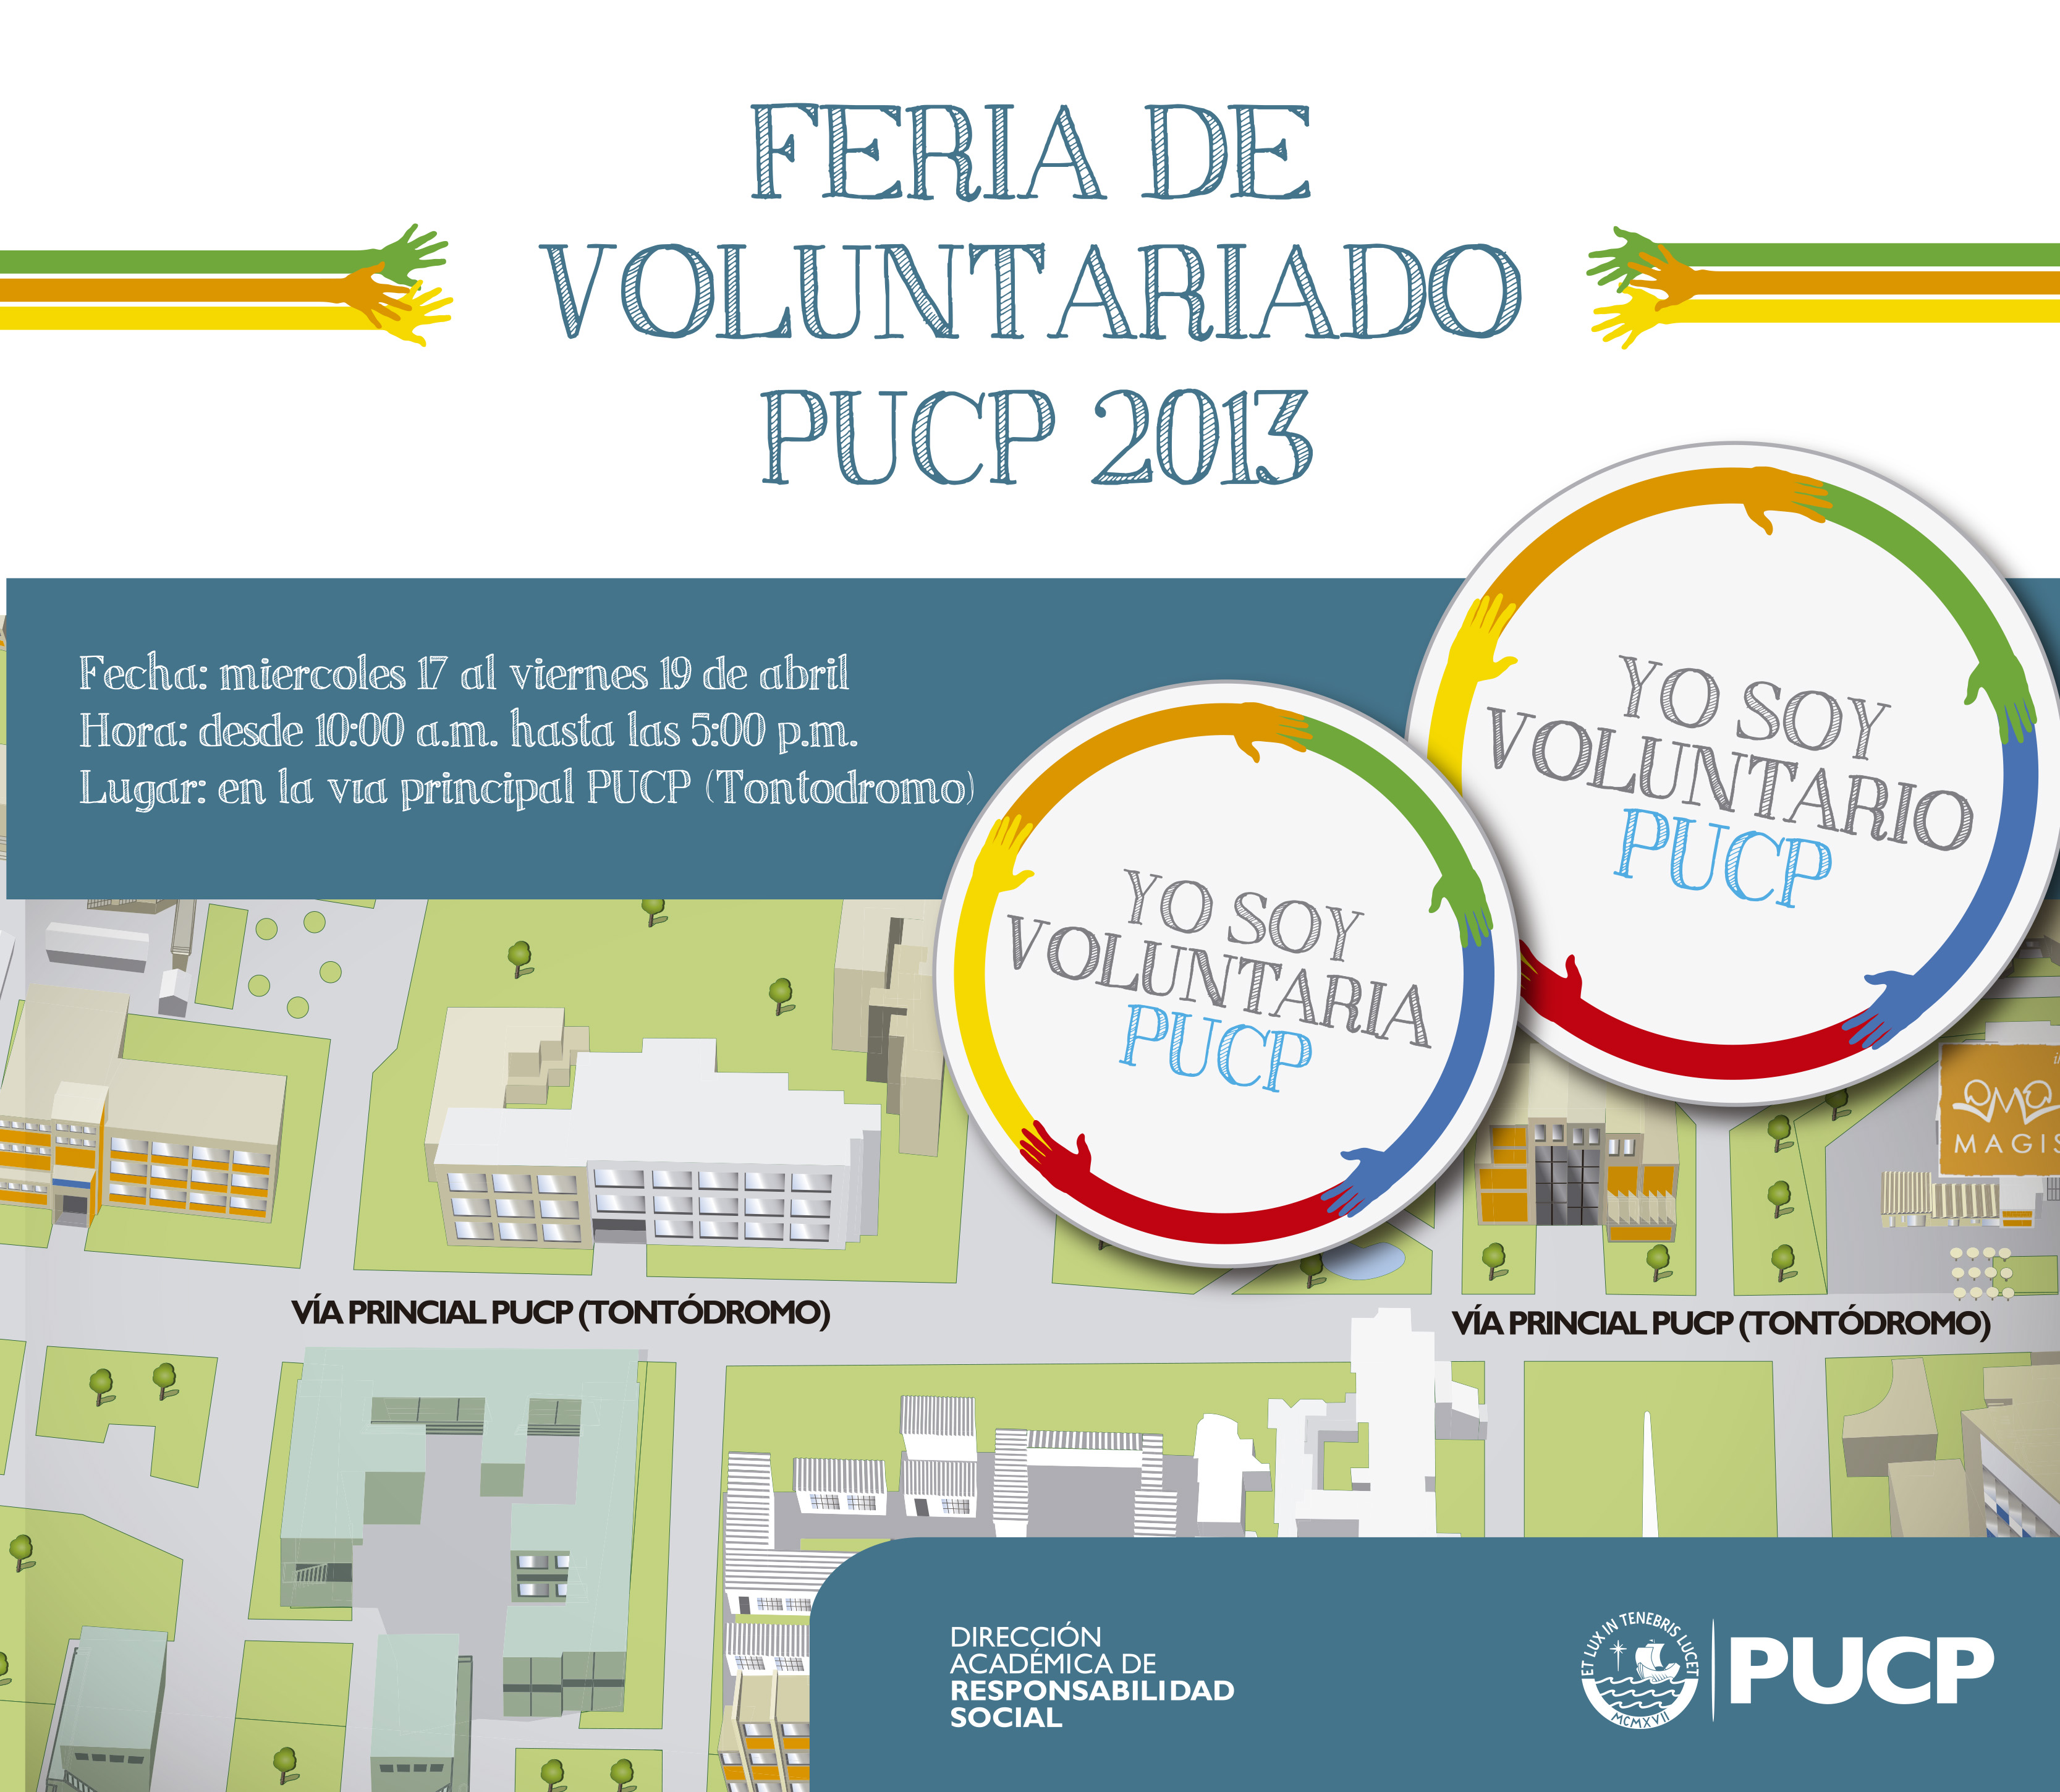 FERIA DE
VOLUNTARIADO
PUCP 2013
Fecha: miercoles 17 al viernes 19 de abril
Hora: desde 10:00 a.m. hasta las 5:00 p.m.
Lugar: en la vıa principal PUCP (Tontodromo)
YO SOY
VOLUNTARIO
PUCP
YO SOY
VOLUNTARIA
PUCP
MAGIS
VÍA PRINCIAL PUCP (TONTÓDROMO)
VÍA PRINCIAL PUCP (TONTÓDROMO)
DIRECCIÓN
ACADÉMICA DE
RESPONSABILIDAD
SOCIAL
ET LUX IN TENEBRIS LUCET
MCMXVII
PUCP